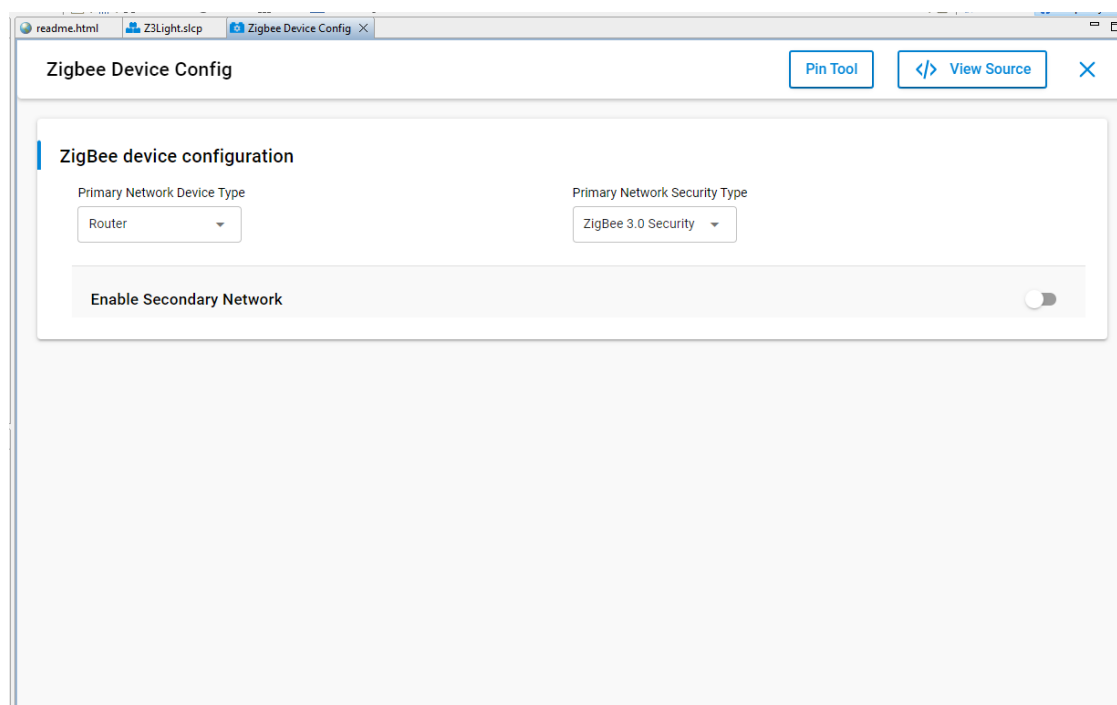 readme.html Z3Light.slcp Zigbee Device Config
Zigbee Device Config Pin Tool </> View Source
ZigBee device configuration
Primary Network Device Type Primary Network Security Type
Router ZigBee 3.0 Security
Enable Secondary Network